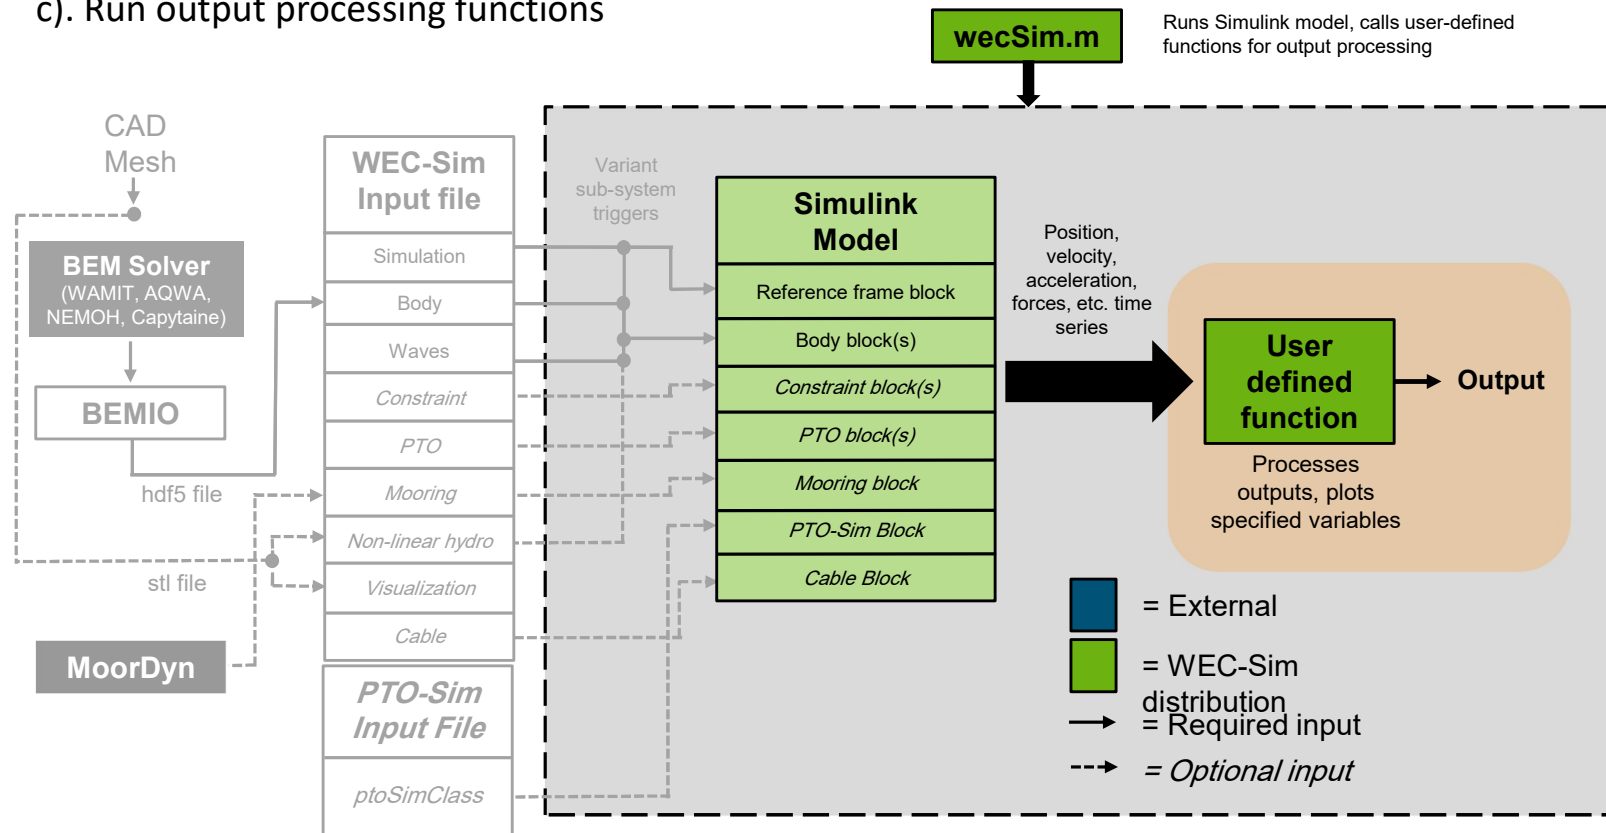 c). Run output processing functions
wecSim.m
Runs Simulink model, calls user-defined
functions for output processing
CAD
Mesh
BEM Solver
(WAMIT, AQWA,
NEMOH, Capytaine)
BEMIO
hdf5 file
stl file
MoorDyn
WEC-Sim
Input file
Simulation
Body
Waves
Constraint
PTO
Mooring
Non-linear hydro
Visualization
Cable
PTO-Sim
Input File
ptoSimClass
Variant
sub-system
triggers
Simulink
Model
Reference frame block
Body block(s)
Constraint block(s)
PTO block(s)
Mooring block
PTO-Sim Block
Cable Block
Position,
velocity,
acceleration,
forces, etc. time
series
User
defined
function
Output
Processes
outputs, plots
specified variables
= External
= WEC-Sim
distribution
= Required input
= Optional input